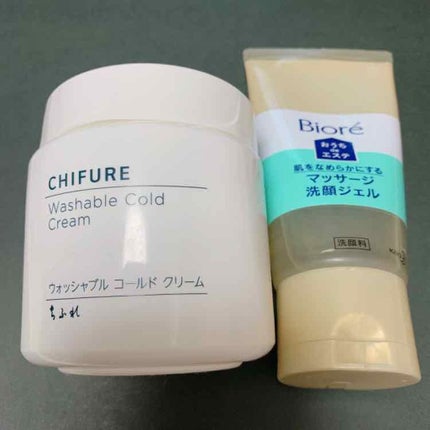 CHIFURE
Washable Cold
Cream
ウォッシャブル コールド クリーム
ちふれ
Bioré
おうち
de
エステ
肌をなめらかにする
マッサージ
洗顔ジェル
洗顔料